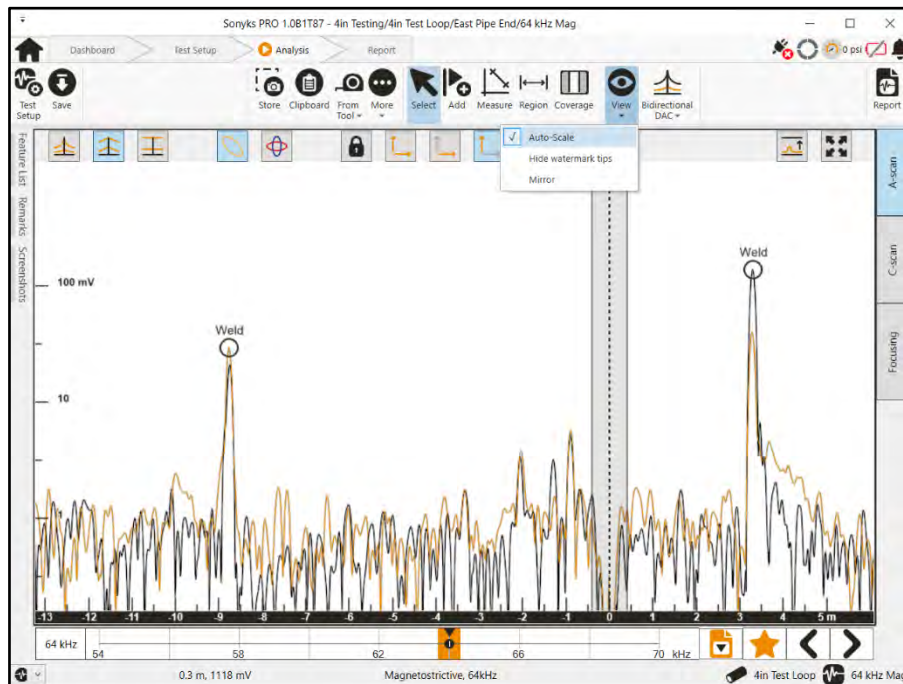 Sonyks PRO 1.0B1T87 - 4in Testing/4in Test Loop/East Pipe End/64 kHz Mag
Dashboard Test Setup Analysis Report
0 psi
Test Setup Save Store Clipboard From Tool More Select Add Measure Region Coverage View Bidirectional DAC Report
Auto-Scale
Hide watermark tips
Mirror
Feature List Remarks Screenshots
A-scan
C-scan
Focusing
Weld
100 mV
Weld
10
-13 -12 -11 -10 -9 -8 -7 -6 -5 -4 -3 -2 -1 0 1 2 3 4 5 m
64 kHz 54 58 62 66 70 kHz
0.3 m, 1118 mV Magnetostrictive, 64kHz 4in Test Loop 64 kHz Mag